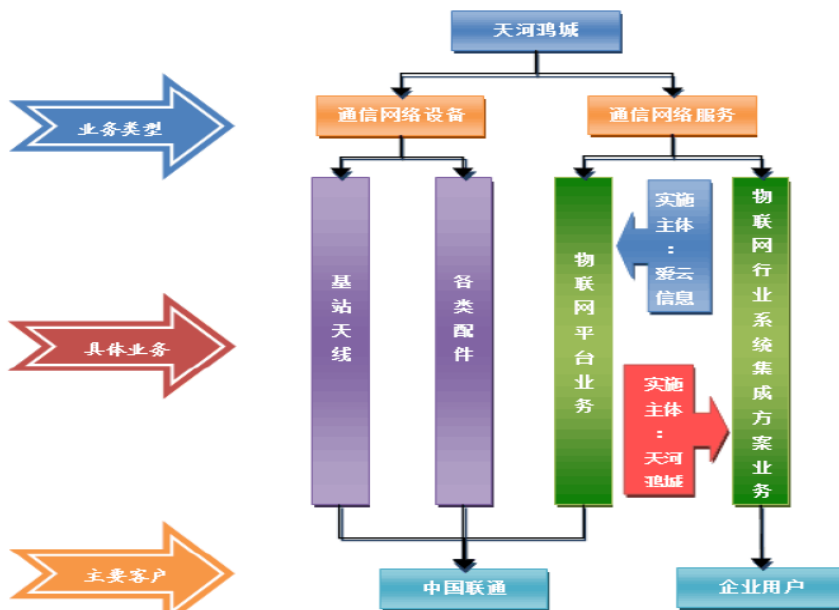 天河鸿城
业务类型
通信网络设备
通信网络服务
具体业务
基站天线
各类配件
物联网平台业务
实施
主体
：
爱云
信息
实施
主体
：
天河
鸿城
物联网行业系统集成方案业务
主要客户
中国联通
企业用户